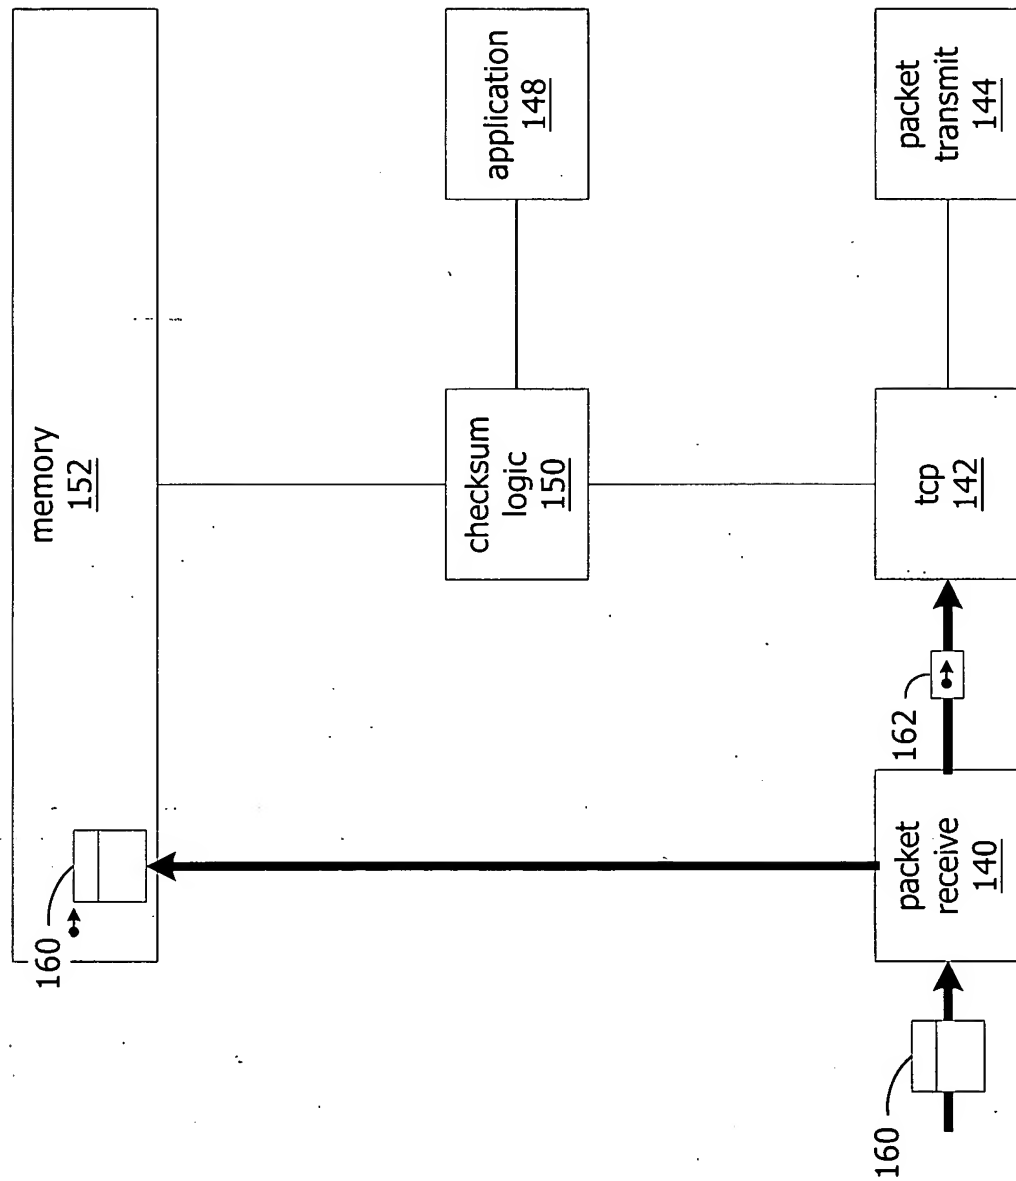 memory
152
160
checksum
logic
150
application
148
160
packet
receive
140
162
tcp
142
packet
transmit
144